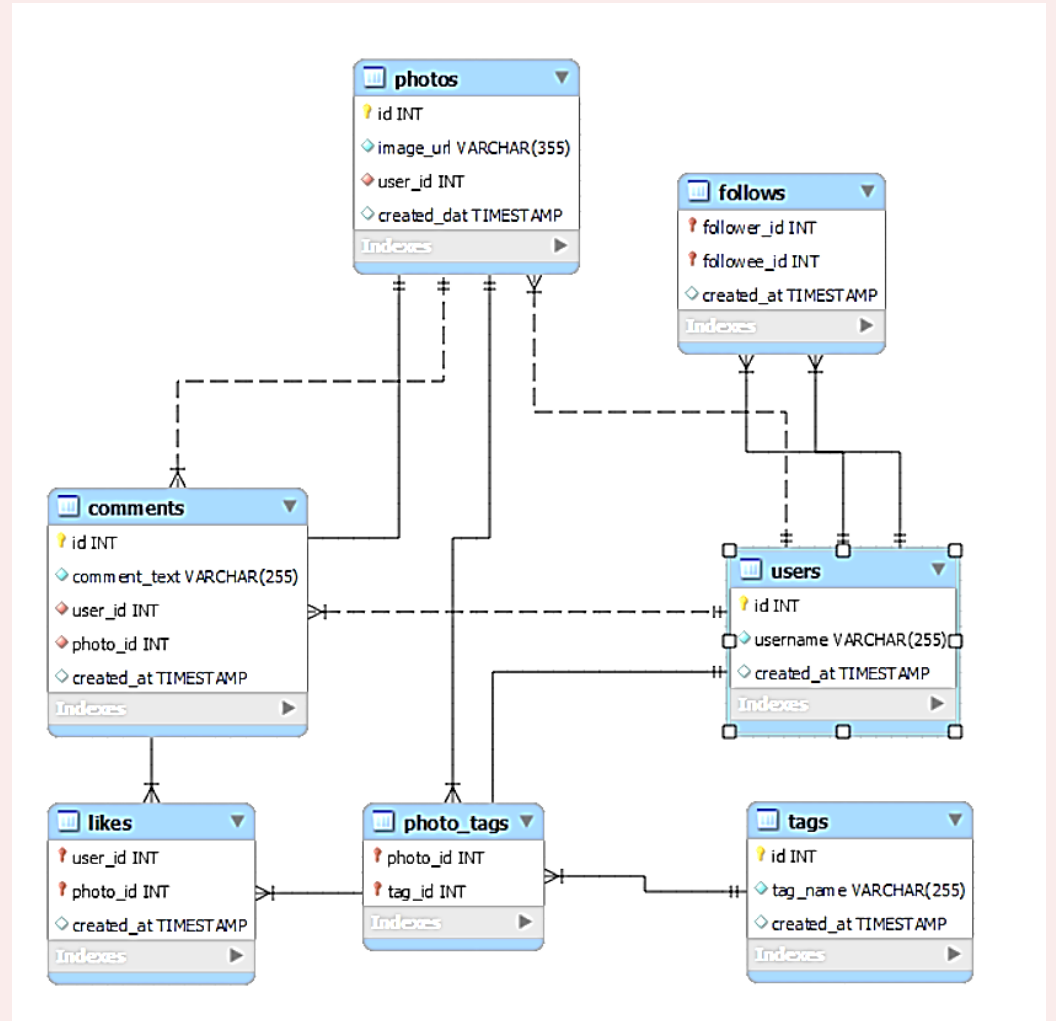 photos
id INT
image_url VARCHAR(355)
user_id INT
created_dat TIMESTAMP
Indexes
follows
follower_id INT
followee_id INT
created_at TIMESTAMP
Indexes
comments
id INT
comment_text VARCHAR(255)
user_id INT
photo_id INT
created_at TIMESTAMP
Indexes
users
id INT
username VARCHAR(255)
created_at TIMESTAMP
Indexes
likes
user_id INT
photo_id INT
created_at TIMESTAMP
Indexes
photo_tags
photo_id INT
tag_id INT
Indexes
tags
id INT
tag_name VARCHAR(255)
created_at TIMESTAMP
Indexes